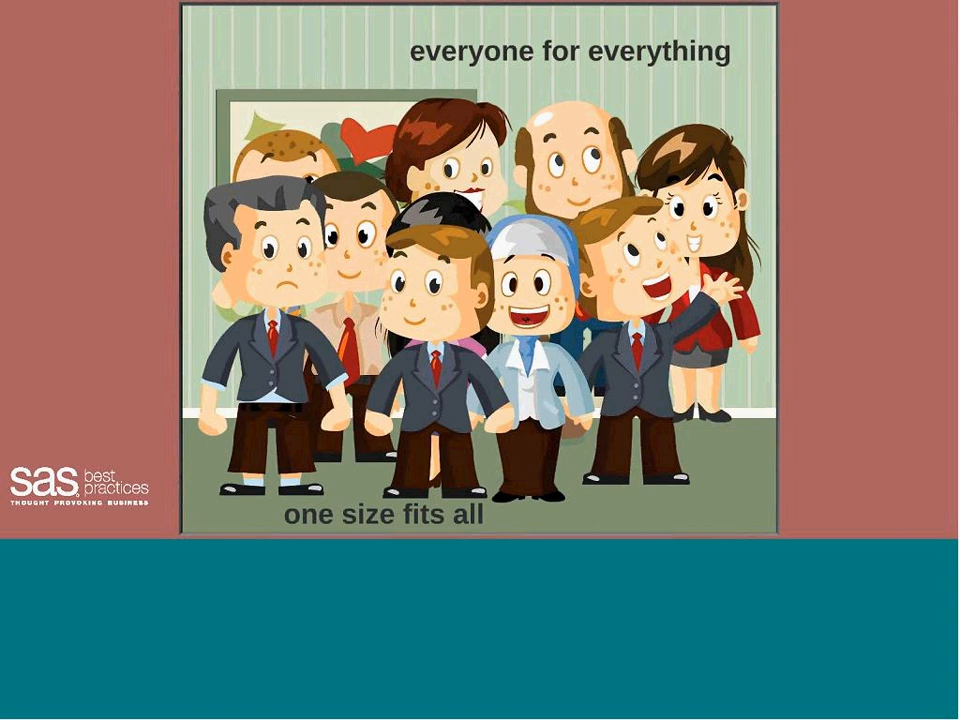 everyone for everything
sas® best practices
THOUGHT PROVOKING BUSINESS
one size fits all